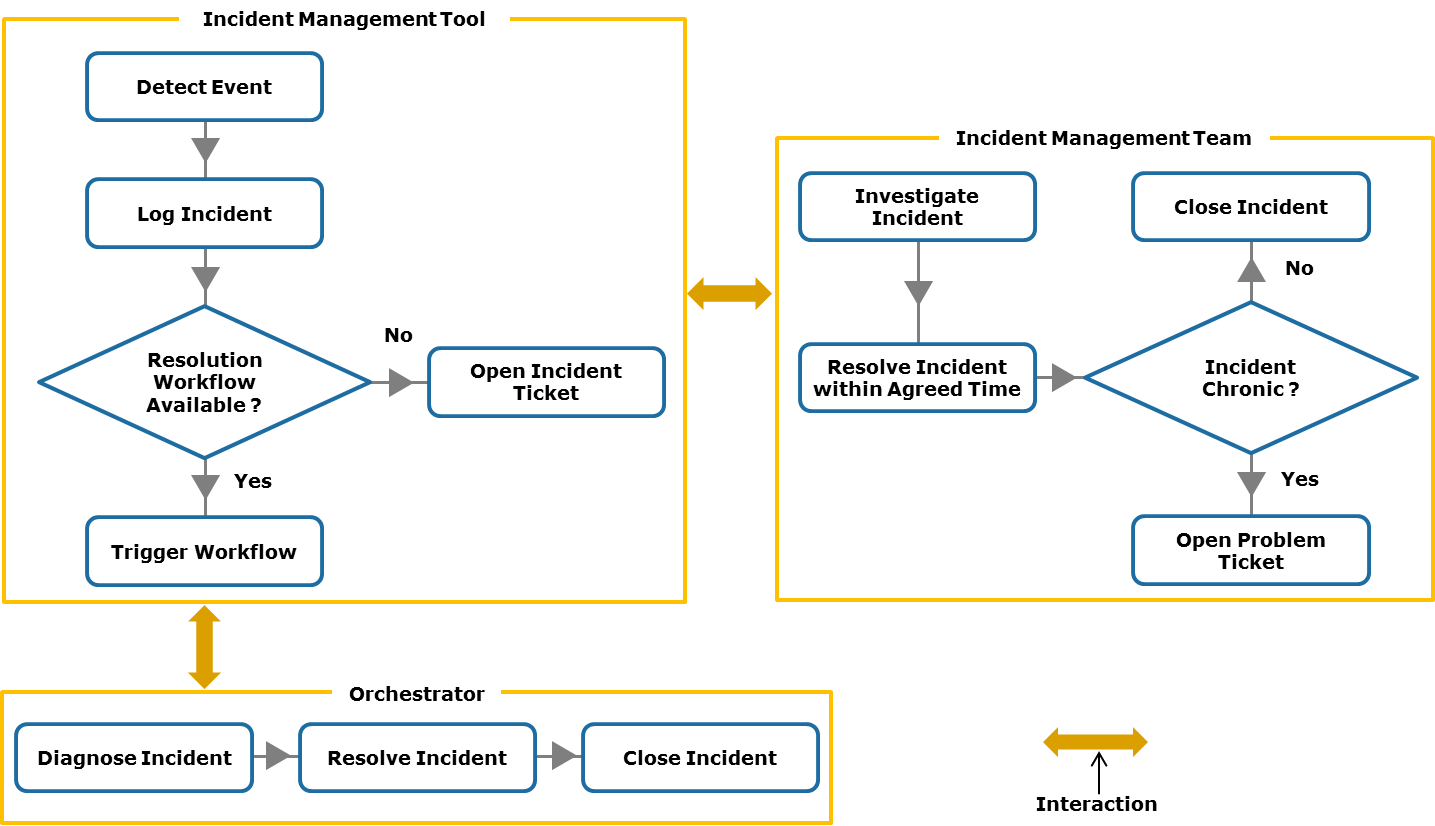 Incident Management Tool
Detect Event
Log Incident
Resolution
Workflow
Available ?
No
Open Incident
Ticket
Yes
Trigger Workflow
Incident Management Team
Investigate
Incident
Close Incident
No
Resolve Incident
within Agreed Time
Incident
Chronic ?
Yes
Open Problem
Ticket
Orchestrator
Diagnose Incident
Resolve Incident
Close Incident
Interaction